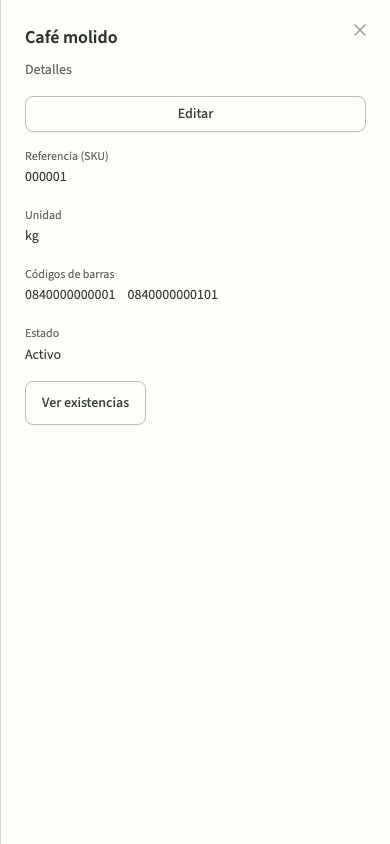 Café molido
Detalles
Editar
Referencia (SKU)
000001
Unidad
kg
Códigos de barras
0840000000001 0840000000101
Estado
Activo
Ver existencias